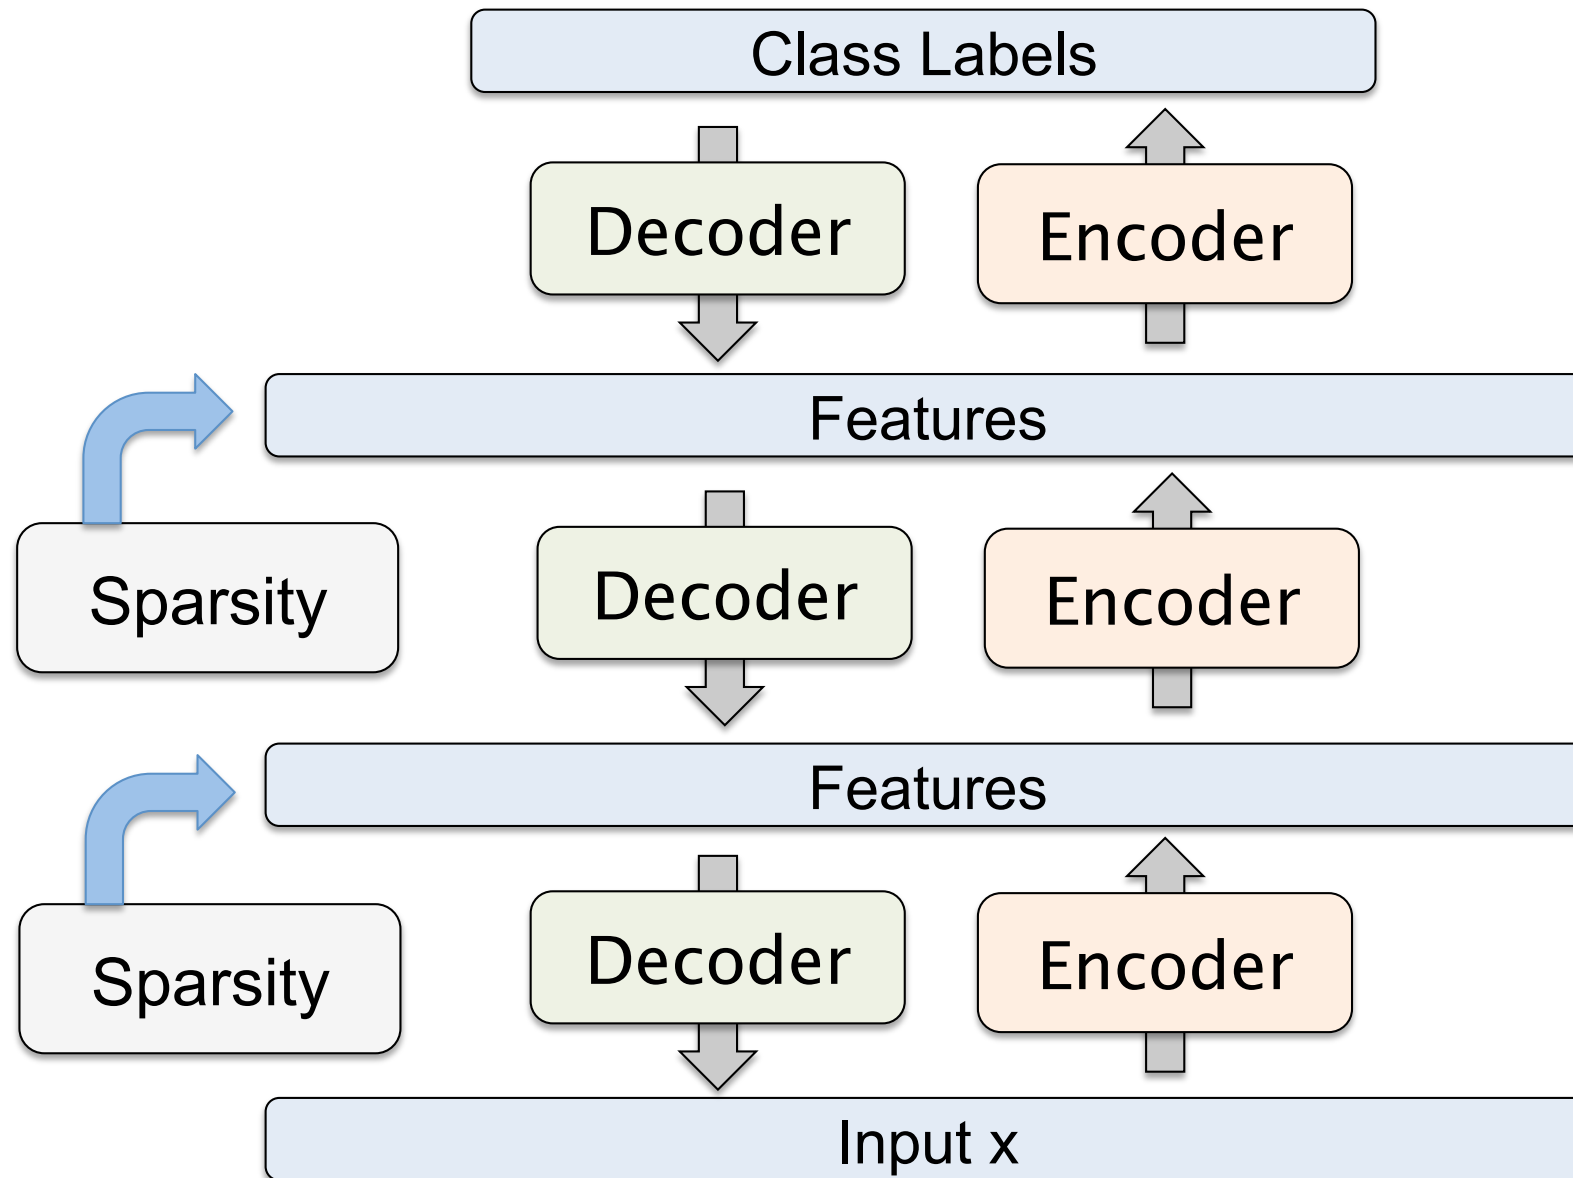 Class Labels
Decoder
Encoder
Features
Sparsity
Decoder
Encoder
Features
Sparsity
Decoder
Encoder
Input x